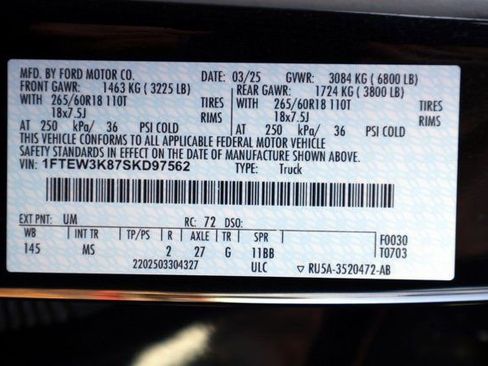 MFD. BY FORD MOTOR CO. DATE: 03/25 GVWR: 3084 KG ( 6800 LB)
FRONT GAWR: 1463 KG ( 3225 LB) REAR GAWR: 1724 KG ( 3800 LB)
WITH 265/60R18 110T TIRES WITH 265/60R18 110T TIRES
18x7.5J RIMS 18x7.5J RIMS
AT 250 kPa/ 36 PSI COLD AT 250 kPa/ 36 PSI COLD
THIS VEHICLE CONFORMS TO ALL APPLICABLE FEDERAL MOTOR VEHICLE
SAFETY STANDARDS IN EFFECT ON THE DATE OF MANUFACTURE SHOWN ABOVE.
VIN: 1FTEW3K87SKD97562 TYPE: Truck
EXT PNT: UM RC: 72 DSO:
WB INT TR TP/PS R AXLE TR SPR F0030
145 MS 2 27 G 11BB T0703
2202503304327 ULC ▽ RU5A-3520472-AB